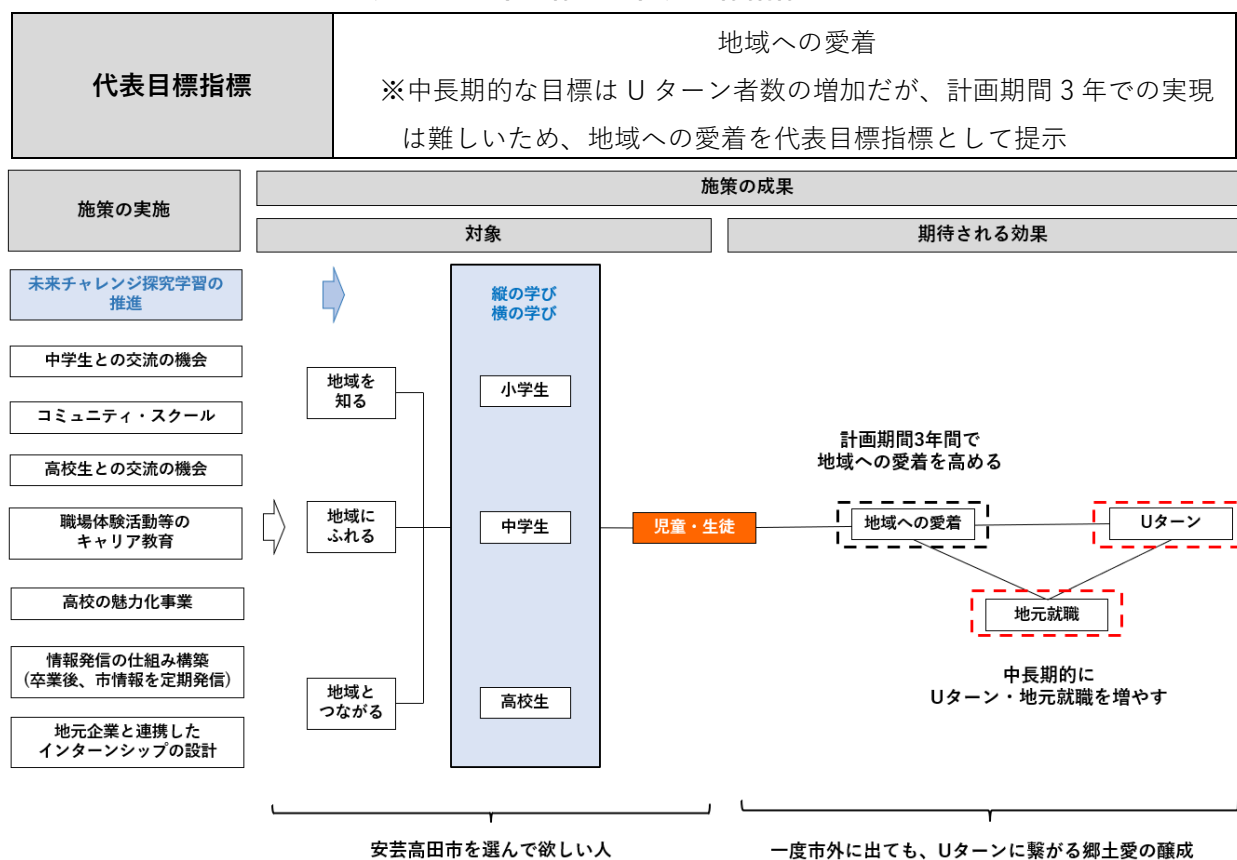 代表目標指標
地域への愛着
※中長期的な目標は U ターン者数の増加だが、計画期間 3 年での実現
は難しいため、地域への愛着を代表目標指標として提示
施策の実施
施策の成果
対象
期待される効果
未来チャレンジ探究学習の
推進
中学生との交流の機会
コミュニティ・スクール
高校生との交流の機会
職場体験活動等の
キャリア教育
高校の魅力化事業
情報発信の仕組み構築
(卒業後、市情報を定期発信)
地元企業と連携した
インターンシップの設計
地域を
知る
地域に
ふれる
地域と
つながる
縦の学び
横の学び
小学生
中学生
高校生
児童・生徒
計画期間3年間で
地域への愛着を高める
地域への愛着
Uターン
地元就職
中長期的に
Uターン・地元就職を増やす
安芸高田市を選んで欲しい人
一度市外に出ても、Uターンに繋がる郷土愛の醸成